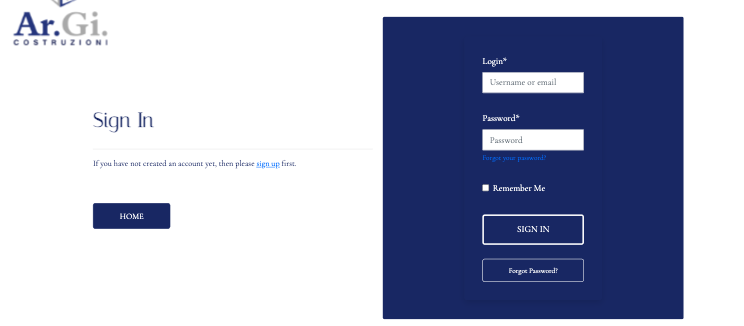 Ar.Gi.
COSTRUZIONI
Sign In
If you have not created an account yet, then please sign up first.
HOME
Login*
Username or email
Password*
Password
Forgot your password?
Remember Me
SIGN IN
Forgot Password?